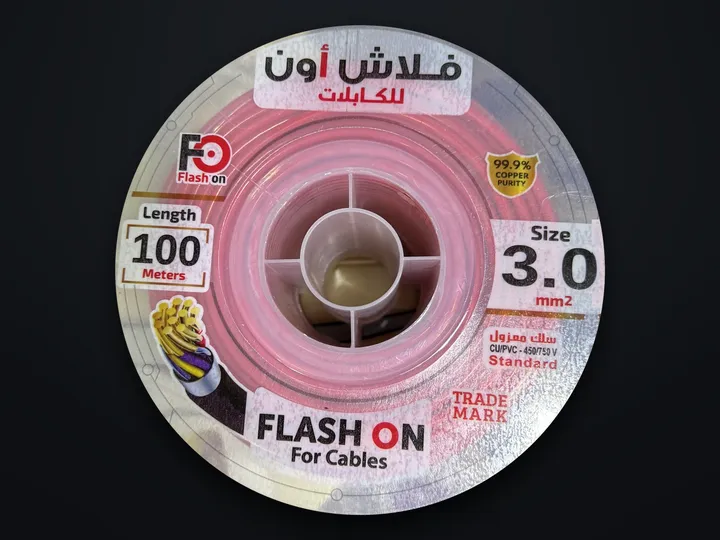 فلاش أون
للكابلات
FO
Flash on
99.9%
COPPER
PURITY
Length
100
Meters
Size
3.0
mm2
سلك معزول
CU/PVC - 450/750 V
Standard
TRADE
MARK
FLASH ON
For Cables